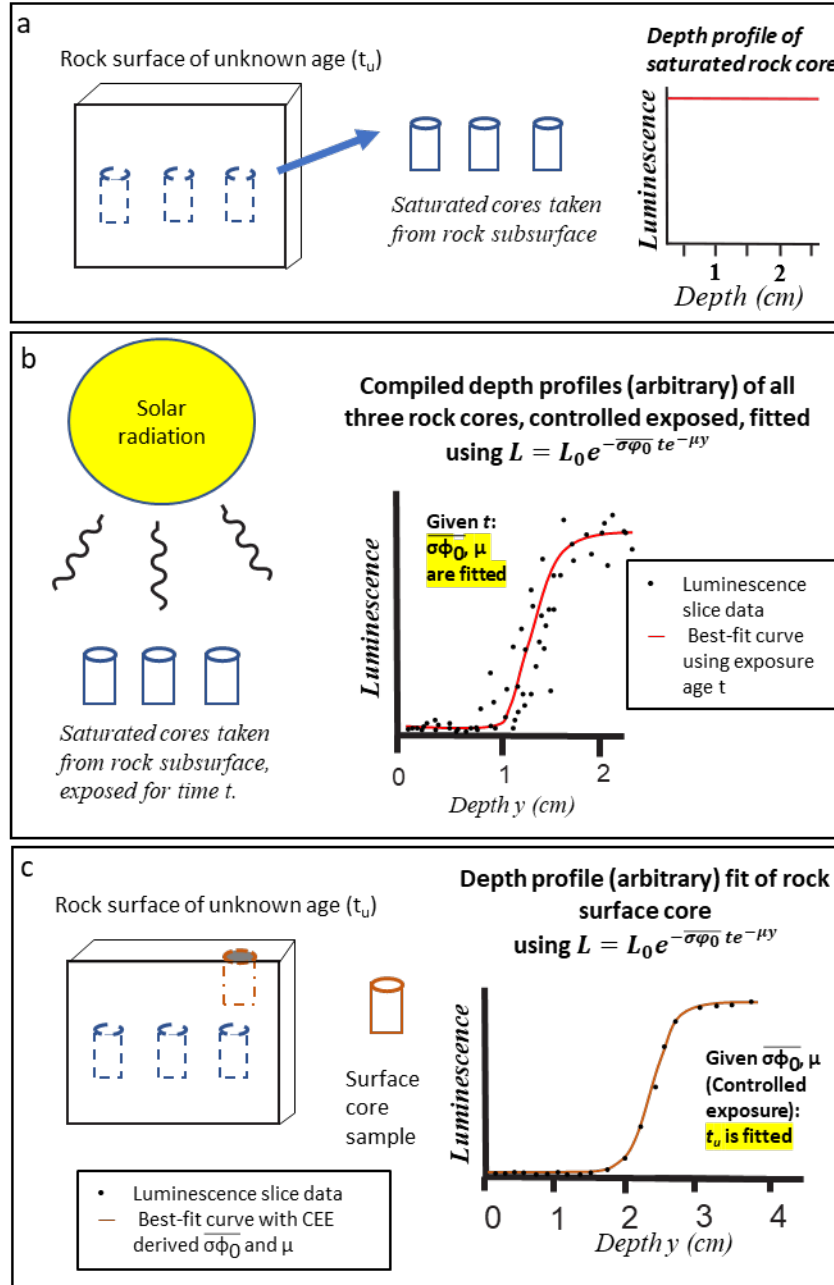 a
Rock surface of unknown age (tᵤ)
Saturated cores taken
from rock subsurface
Depth profile of
saturated rock core
Luminescence
1 2
Depth (cm)
b
Solar
radiation
Saturated cores taken
from rock subsurface,
exposed for time t.
Compiled depth profiles (arbitrary) of all
three rock cores, controlled exposed, fitted
using L = L₀e^{-σφ₀ te^{-μy}}
Given t:
σϕ₀, μ
are fitted
Luminescence
0 1 2
Depth y (cm)
• Luminescence
slice data
— Best-fit curve
using exposure
age t
c
Rock surface of unknown age (tᵤ)
Surface
core
sample
• Luminescence slice data
— Best-fit curve with CEE
derived σϕ₀ and μ
Depth profile (arbitrary) fit of rock
surface core
using L = L₀e^{-σφ₀ te^{-μy}}
Luminescence
Given σϕ₀, μ
(Controlled
exposure):
tᵤ is fitted
0 1 2 3 4
Depth y (cm)